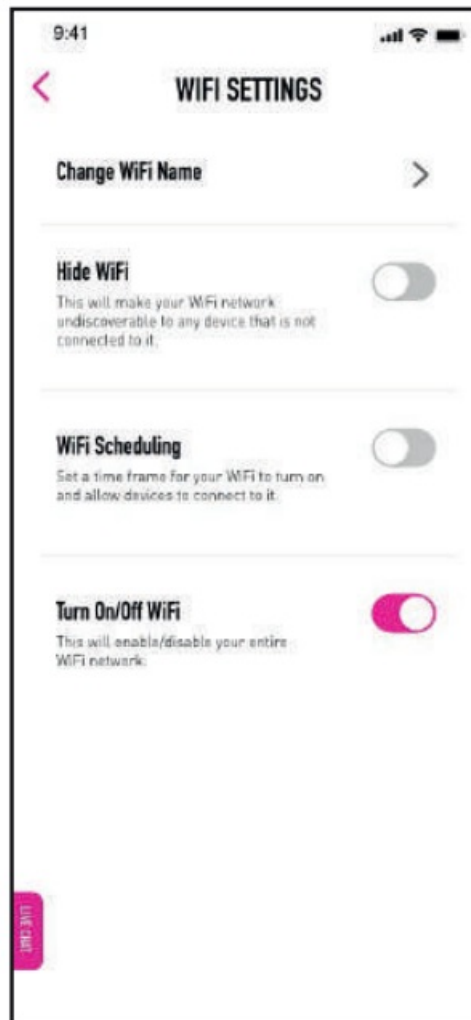 9:41
WIFI SETTINGS
Change WiFi Name
Hide WiFi
This will make your WiFi network
undiscoverable to any device that is not
connected to it.
WiFi Scheduling
Set a time frame for your WiFi to turn on
and allow devices to connect to it.
Turn On/Off WiFi
This will enable/disable your entire
WiFi network.
LIVE CHAT